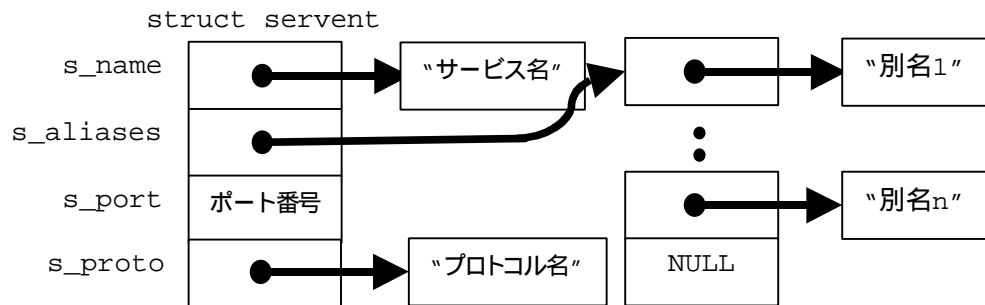 struct servent
s_name
“サービス名”
“別名1”
s_aliases
s_port
ポート番号
“別名n”
s_proto
“プロトコル名”
NULL